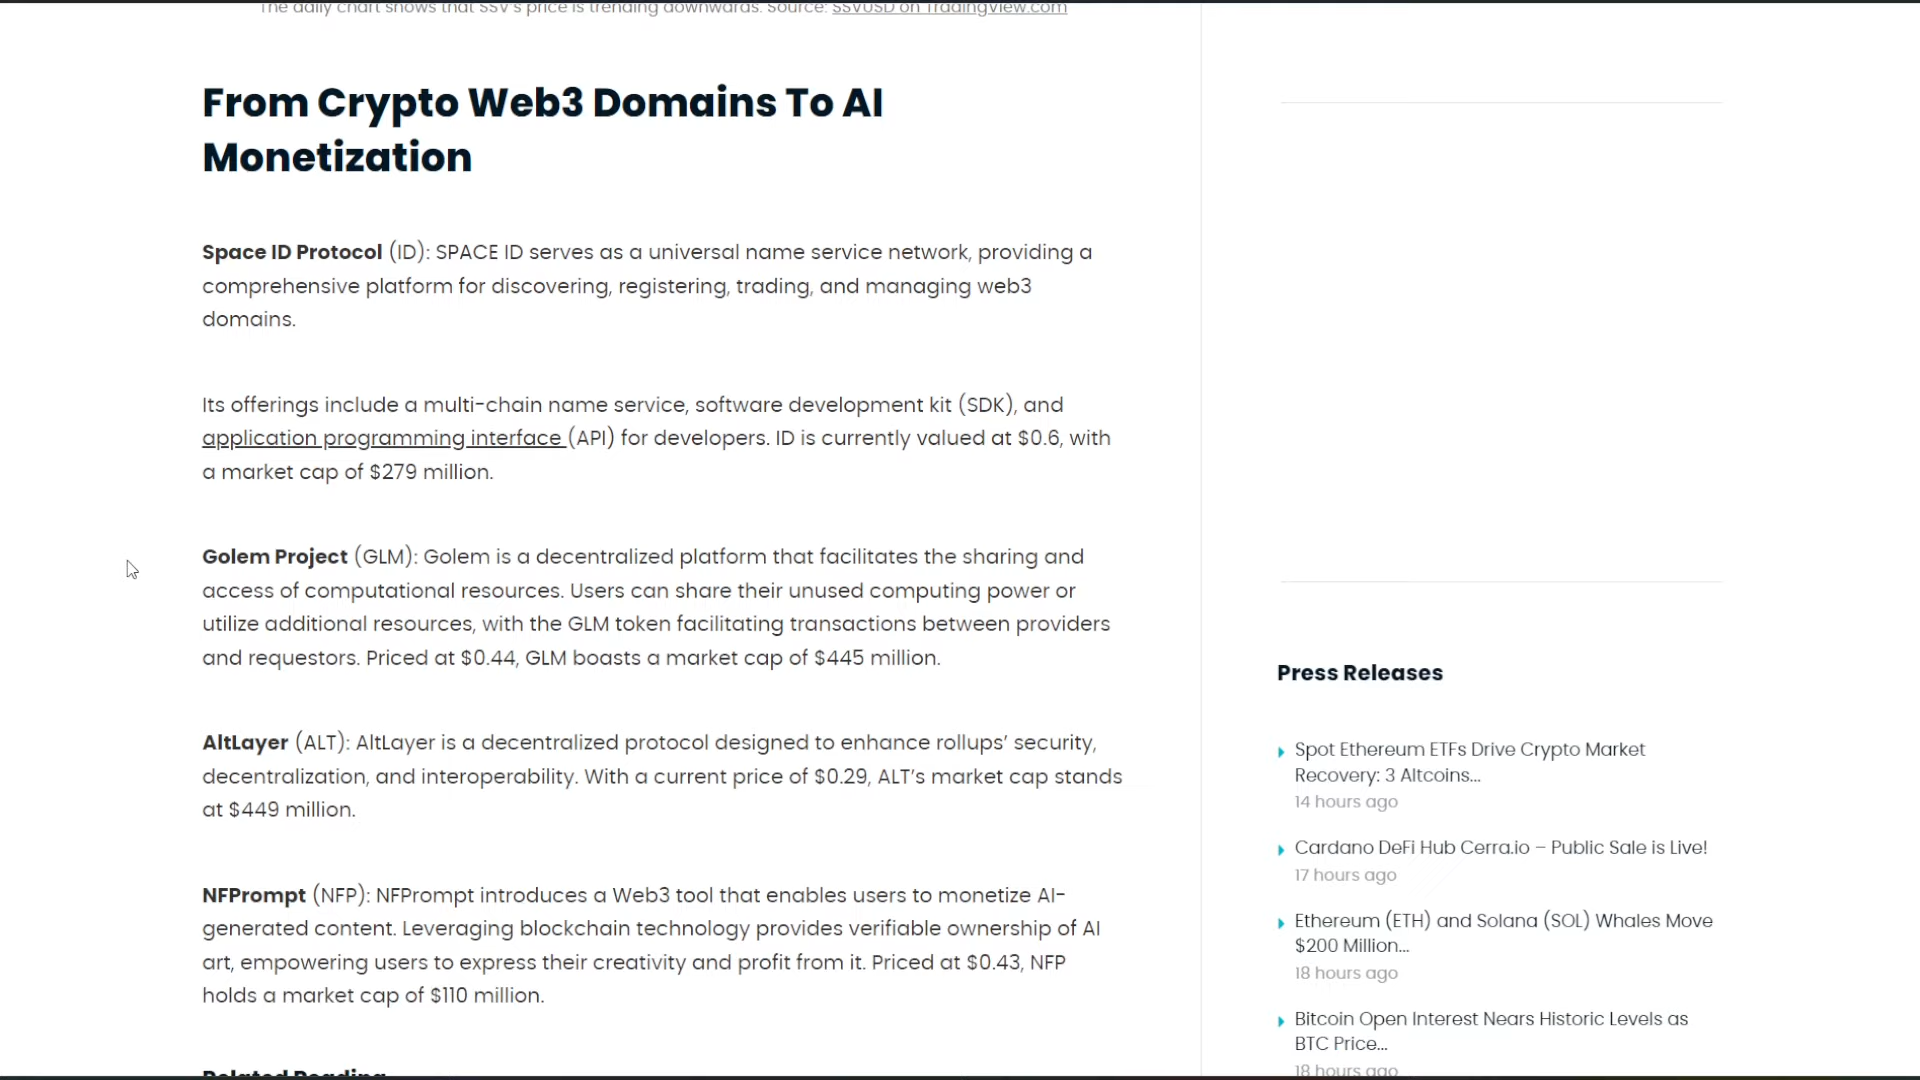 The daily chart shows that SSV's price is trending downwards. Source: SSVUSD on TradingView.com
From Crypto Web3 Domains To AI
Monetization
Space ID Protocol (ID): SPACE ID serves as a universal name service network, providing a
comprehensive platform for discovering, registering, trading, and managing web3
domains.
Its offerings include a multi-chain name service, software development kit (SDK), and
application programming interface (API) for developers. ID is currently valued at $0.6, with
a market cap of $279 million.
Golem Project (GLM): Golem is a decentralized platform that facilitates the sharing and
access of computational resources. Users can share their unused computing power or
utilize additional resources, with the GLM token facilitating transactions between providers
and requestors. Priced at $0.44, GLM boasts a market cap of $445 million.
AltLayer (ALT): AltLayer is a decentralized protocol designed to enhance rollups' security,
decentralization, and interoperability. With a current price of $0.29, ALT's market cap stands
at $449 million.
NFPrompt (NFP): NFPrompt introduces a Web3 tool that enables users to monetize AI-
generated content. Leveraging blockchain technology provides verifiable ownership of AI
art, empowering users to express their creativity and profit from it. Priced at $0.43, NFP
holds a market cap of $110 million.
Related Reading
Press Releases
Spot Ethereum ETFs Drive Crypto Market
Recovery: 3 Altcoins...
14 hours ago
Cardano DeFi Hub Cerra.io – Public Sale is Live!
17 hours ago
Ethereum (ETH) and Solana (SOL) Whales Move
$200 Million...
18 hours ago
Bitcoin Open Interest Nears Historic Levels as
BTC Price...
18 hours ago